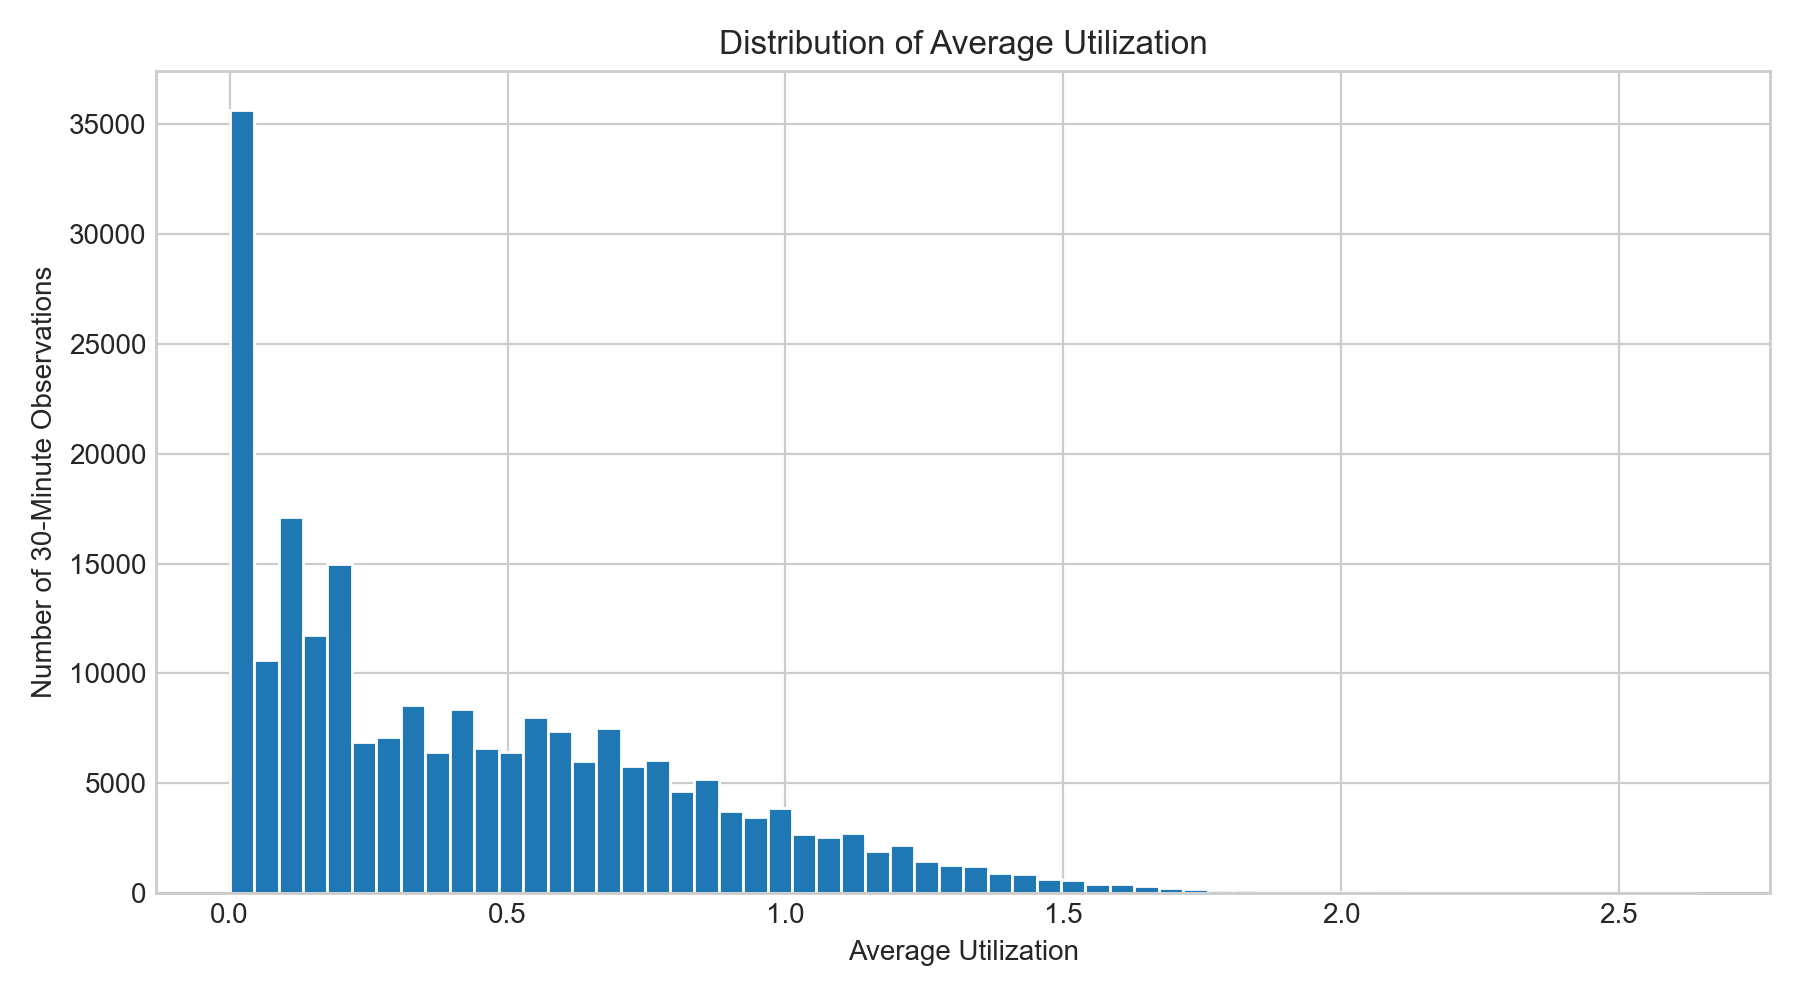 Distribution of Average Utilization
Number of 30-Minute Observations
35000
30000
25000
20000
15000
10000
5000
0
0.0 0.5 1.0 1.5 2.0 2.5
Average Utilization